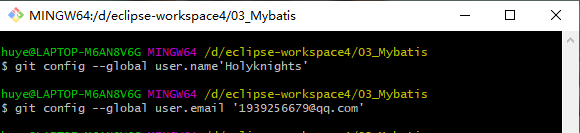 MINGW64:/d/eclipse-workspace4/03_Mybatis
huye@LAPTOP-M6AN8V6G MINGW64 /d/eclipse-workspace4/03_Mybatis
$ git config --global user.name'Holyknights'
huye@LAPTOP-M6AN8V6G MINGW64 /d/eclipse-workspace4/03_Mybatis
$ git config --global user.email '1939256679@qq.com'